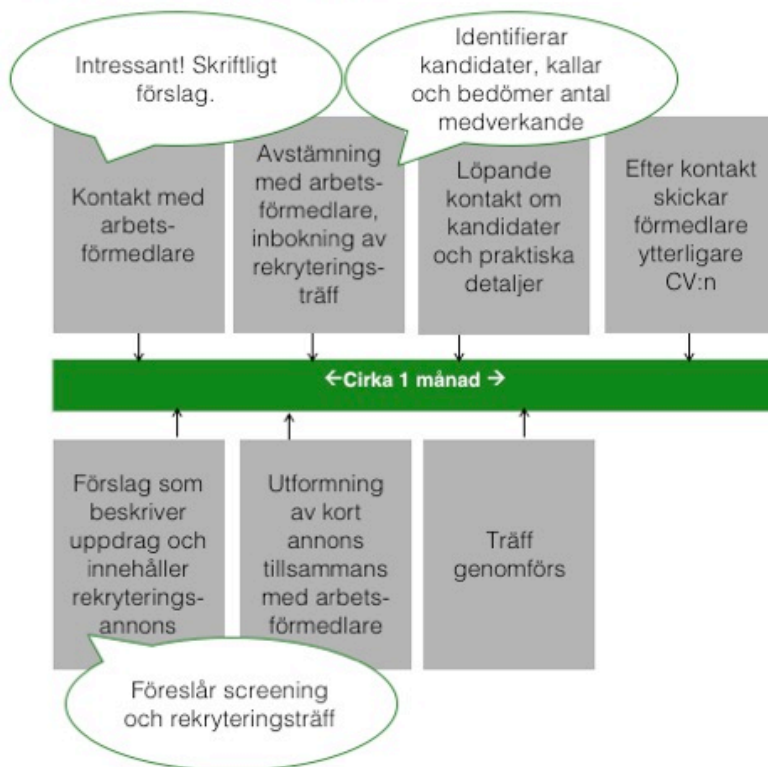 Intressant! Skriftligt
förslag.
Identifierar
kandidater, kallar
och bedömer antal
medverkande
Kontakt med
arbets-
förmedlare
Avstämning
med arbets-
förmedlare,
inbokning av
rekryterings-
träff
Löpande
kontakt om
kandidater
och praktiska
detaljer
Efter kontakt
skickar
förmedlare
ytterligare
CV:n
←Cirka 1 månad →
Förslag som
beskriver
uppdrag och
innehåller
rekryterings-
annons
Utformning
av kort
annons
tillsammans
med arbets-
förmedlare
Träff
genomförs
Föreslår screening
och rekryteringsträff